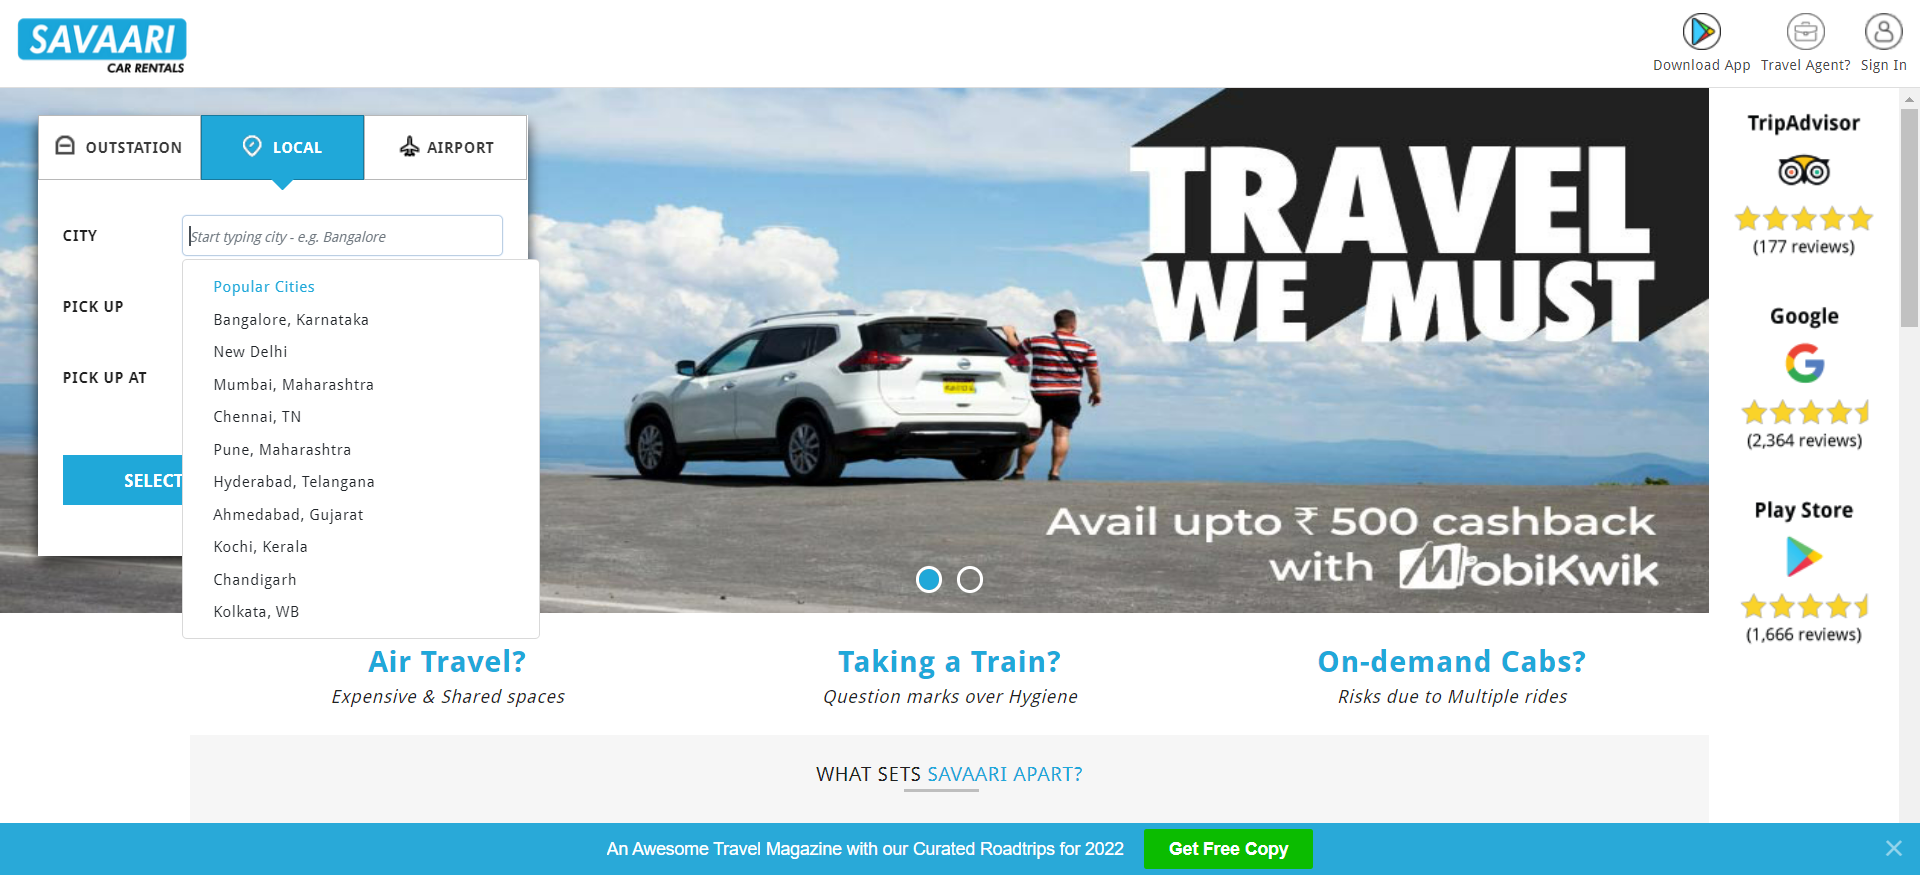 SAVAARI
CAR RENTALS
Download App
Travel Agent?
Sign In
OUTSTATION
LOCAL
AIRPORT
CITY
Start typing city - e.g. Bangalore
PICK UP
PICK UP AT
SELECT
Popular Cities
Bangalore, Karnataka
New Delhi
Mumbai, Maharashtra
Chennai, TN
Pune, Maharashtra
Hyderabad, Telangana
Ahmedabad, Gujarat
Kochi, Kerala
Chandigarh
Kolkata, WB
TRAVEL
WE MUST
Avail upto ₹ 500 cashback
with MobiKwik
TripAdvisor
(177 reviews)
Google
(2,364 reviews)
Play Store
(1,666 reviews)
Air Travel?
Expensive & Shared spaces
Taking a Train?
Question marks over Hygiene
On-demand Cabs?
Risks due to Multiple rides
WHAT SETS SAVAARI APART?
An Awesome Travel Magazine with our Curated Roadtrips for 2022
Get Free Copy